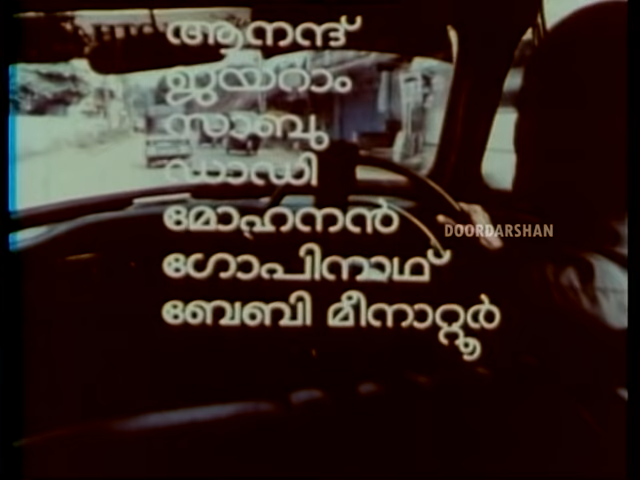 ആനന്ദ്
ജയറാം
സാബു
ഡാഡി
മോഹനൻ
DOORDARSHAN
ഗോപിനാഥ്
ബേബി മീനാറ്റൂർ